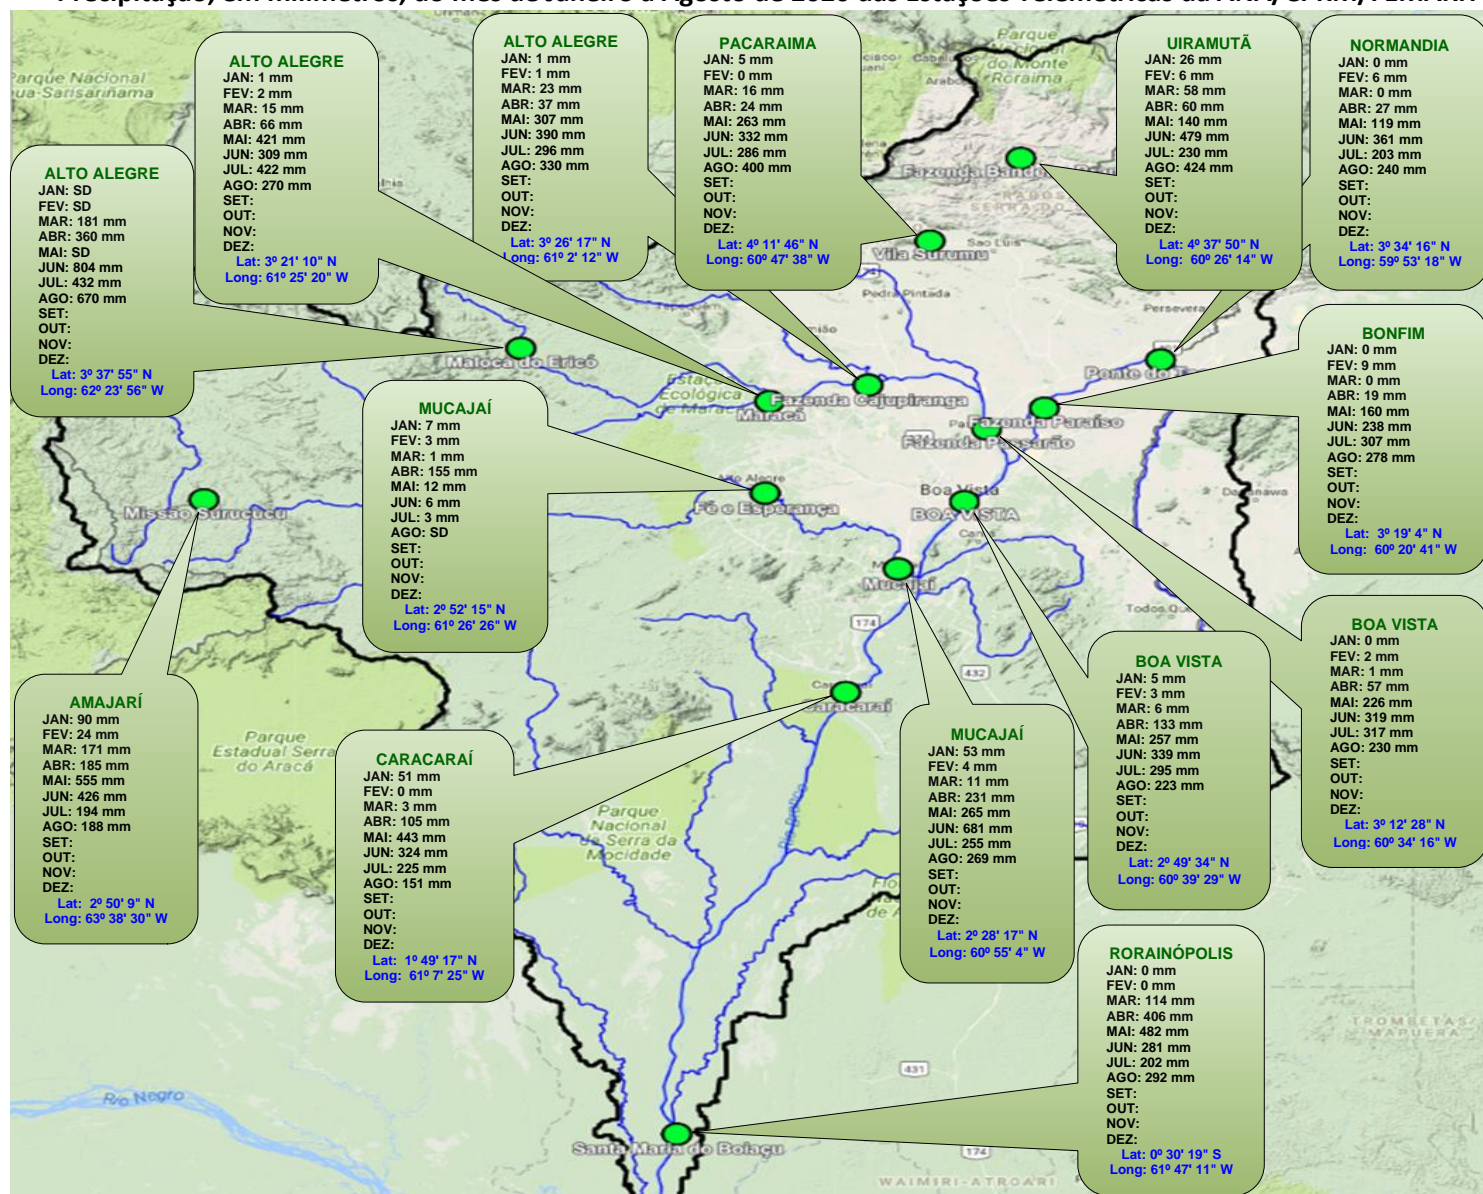 ALTO ALEGRE
JAN: SD
FEV: SD
MAR: 181 mm
ABR: 360 mm
MAI: SD
JUN: 804 mm
JUL: 432 mm
AGO: 670 mm
SET:
OUT:
NOV:
DEZ:
Lat: 3º 37' 55" N
Long: 62º 23' 56" W
ALTO ALEGRE
JAN: 1 mm
FEV: 2 mm
MAR: 15 mm
ABR: 66 mm
MAI: 421 mm
JUN: 309 mm
JUL: 422 mm
AGO: 270 mm
SET:
OUT:
NOV:
DEZ:
Lat: 3º 21' 10" N
Long: 61º 25' 20" W
ALTO ALEGRE
JAN: 1 mm
FEV: 1 mm
MAR: 23 mm
ABR: 37 mm
MAI: 307 mm
JUN: 390 mm
JUL: 296 mm
AGO: 330 mm
SET:
OUT:
NOV:
DEZ:
Lat: 3º 26' 17" N
Long: 61º 2' 12" W
PACARAIMA
JAN: 5 mm
FEV: 0 mm
MAR: 16 mm
ABR: 24 mm
MAI: 263 mm
JUN: 332 mm
JUL: 286 mm
AGO: 400 mm
SET:
OUT:
NOV:
DEZ:
Lat: 4º 11' 46" N
Long: 60º 47' 38" W
UIRAMUTÃ
JAN: 26 mm
FEV: 6 mm
MAR: 58 mm
ABR: 60 mm
MAI: 140 mm
JUN: 479 mm
JUL: 230 mm
AGO: 424 mm
SET:
OUT:
NOV:
DEZ:
Lat: 4º 37' 50" N
Long: 60º 26' 14" W
NORMANDIA
JAN: 0 mm
FEV: 6 mm
MAR: 0 mm
ABR: 27 mm
MAI: 119 mm
JUN: 361 mm
JUL: 203 mm
AGO: 240 mm
SET:
OUT:
NOV:
DEZ:
Lat: 3º 34' 16" N
Long: 59º 53' 18" W
BONFIM
JAN: 0 mm
FEV: 9 mm
MAR: 0 mm
ABR: 19 mm
MAI: 160 mm
JUN: 238 mm
JUL: 307 mm
AGO: 278 mm
SET:
OUT:
NOV:
DEZ:
Lat: 3º 19' 4" N
Long: 60º 20' 41" W
MUCAJAÍ
JAN: 7 mm
FEV: 3 mm
MAR: 1 mm
ABR: 155 mm
MAI: 12 mm
JUN: 6 mm
JUL: 3 mm
AGO: SD
SET:
OUT:
NOV:
DEZ:
Lat: 2º 52' 15" N
Long: 61º 26' 26" W
AMAJARÍ
JAN: 90 mm
FEV: 24 mm
MAR: 171 mm
ABR: 185 mm
MAI: 555 mm
JUN: 426 mm
JUL: 194 mm
AGO: 188 mm
SET:
OUT:
NOV:
DEZ:
Lat: 2º 50' 9" N
Long: 63º 38' 30" W
CARACARAÍ
JAN: 51 mm
FEV: 0 mm
MAR: 3 mm
ABR: 105 mm
MAI: 443 mm
JUN: 324 mm
JUL: 225 mm
AGO: 151 mm
SET:
OUT:
NOV:
DEZ:
Lat: 1º 49' 17" N
Long: 61º 7' 25" W
MUCAJAÍ
JAN: 53 mm
FEV: 4 mm
MAR: 11 mm
ABR: 231 mm
MAI: 265 mm
JUN: 681 mm
JUL: 255 mm
AGO: 269 mm
SET:
OUT:
NOV:
DEZ:
Lat: 2º 28' 17" N
Long: 60º 55' 4" W
BOA VISTA
JAN: 5 mm
FEV: 3 mm
MAR: 6 mm
ABR: 133 mm
MAI: 257 mm
JUN: 339 mm
JUL: 295 mm
AGO: 223 mm
SET:
OUT:
NOV:
DEZ:
Lat: 2º 49' 34" N
Long: 60º 39' 29" W
BOA VISTA
JAN: 0 mm
FEV: 2 mm
MAR: 1 mm
ABR: 57 mm
MAI: 226 mm
JUN: 319 mm
JUL: 317 mm
AGO: 230 mm
SET:
OUT:
NOV:
DEZ:
Lat: 3º 12' 28" N
Long: 60º 34' 16" W
RORAINÓPOLIS
JAN: 0 mm
FEV: 0 mm
MAR: 114 mm
ABR: 406 mm
MAI: 482 mm
JUN: 281 mm
JUL: 202 mm
AGO: 292 mm
SET:
OUT:
NOV:
DEZ:
Lat: 0º 30' 19" S
Long: 61º 47' 11" W
Parque Nacional
Parque
do Monte
Roraima
Vila Surumu
Sao Luis
Pedra Pintada
Maloca do Ericó
Estação
Ecológica
de Maracá
Maracá
Fazenda Cajupiranga
Fazenda Paraíso
Fazenda Passarão
Missão Surucucu
Fé e Esperança
Boa Vista
BOA VISTA
Mucajaí
174
432
Caracaraí
Parque
Estadual Serra
do Aracá
Parque
Nacional
da Serra da
Mocidade
Rio Branco
Rio Negro
431
Santa Maria do Boiaçu
174
WAIMIRI-ATROARI
TROMBETAS/
MAPUERA